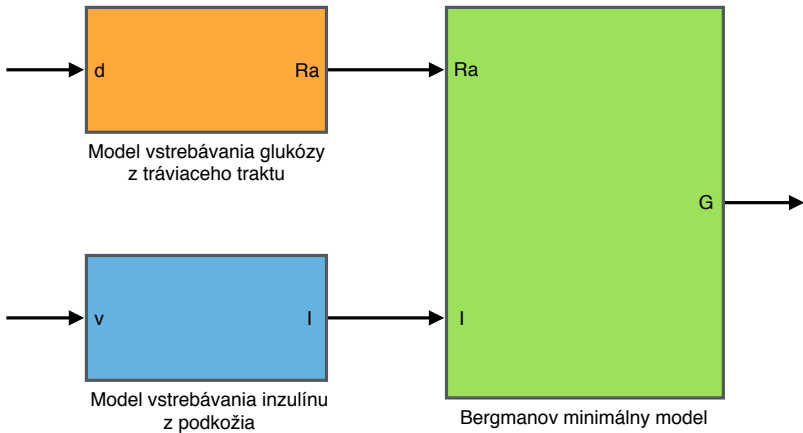 d
Ra
Model vstrebávania glukózy
z tráviaceho traktu
v
I
Model vstrebávania inzulínu
z podkožia
Ra
I
G
Bergmanov minimálny model